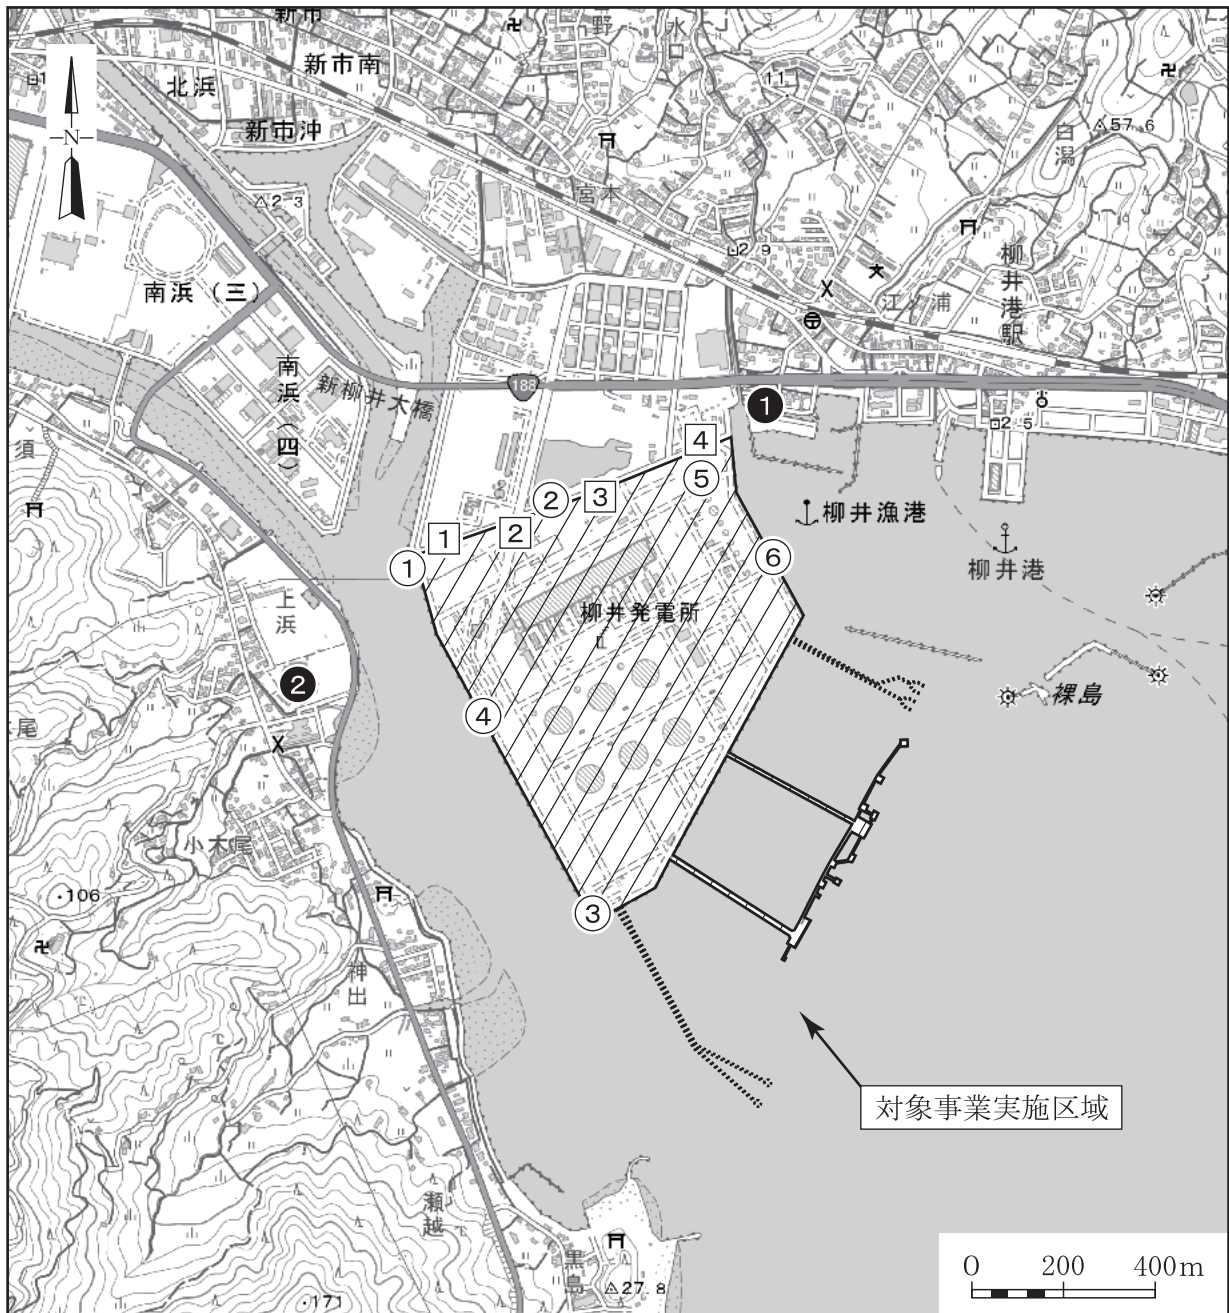 新市
野
水口
新市南
北浜
11
卍
卍
N
新市沖
白潟
57.6
宮本
2.3
2.9
南浜（三）
江ノ浦
柳井港駅
南浜（四）
新柳井大橋
188
❶
2.5
須
4
⑤
②
3
柳井漁港
1
2
①
⑥
柳井港
上浜
柳井発電所
❷
裸島
④
尾
小木尾
106
卍
③
神出
対象事業実施区域
瀬越
黒島
27.8
171
0 200 400m